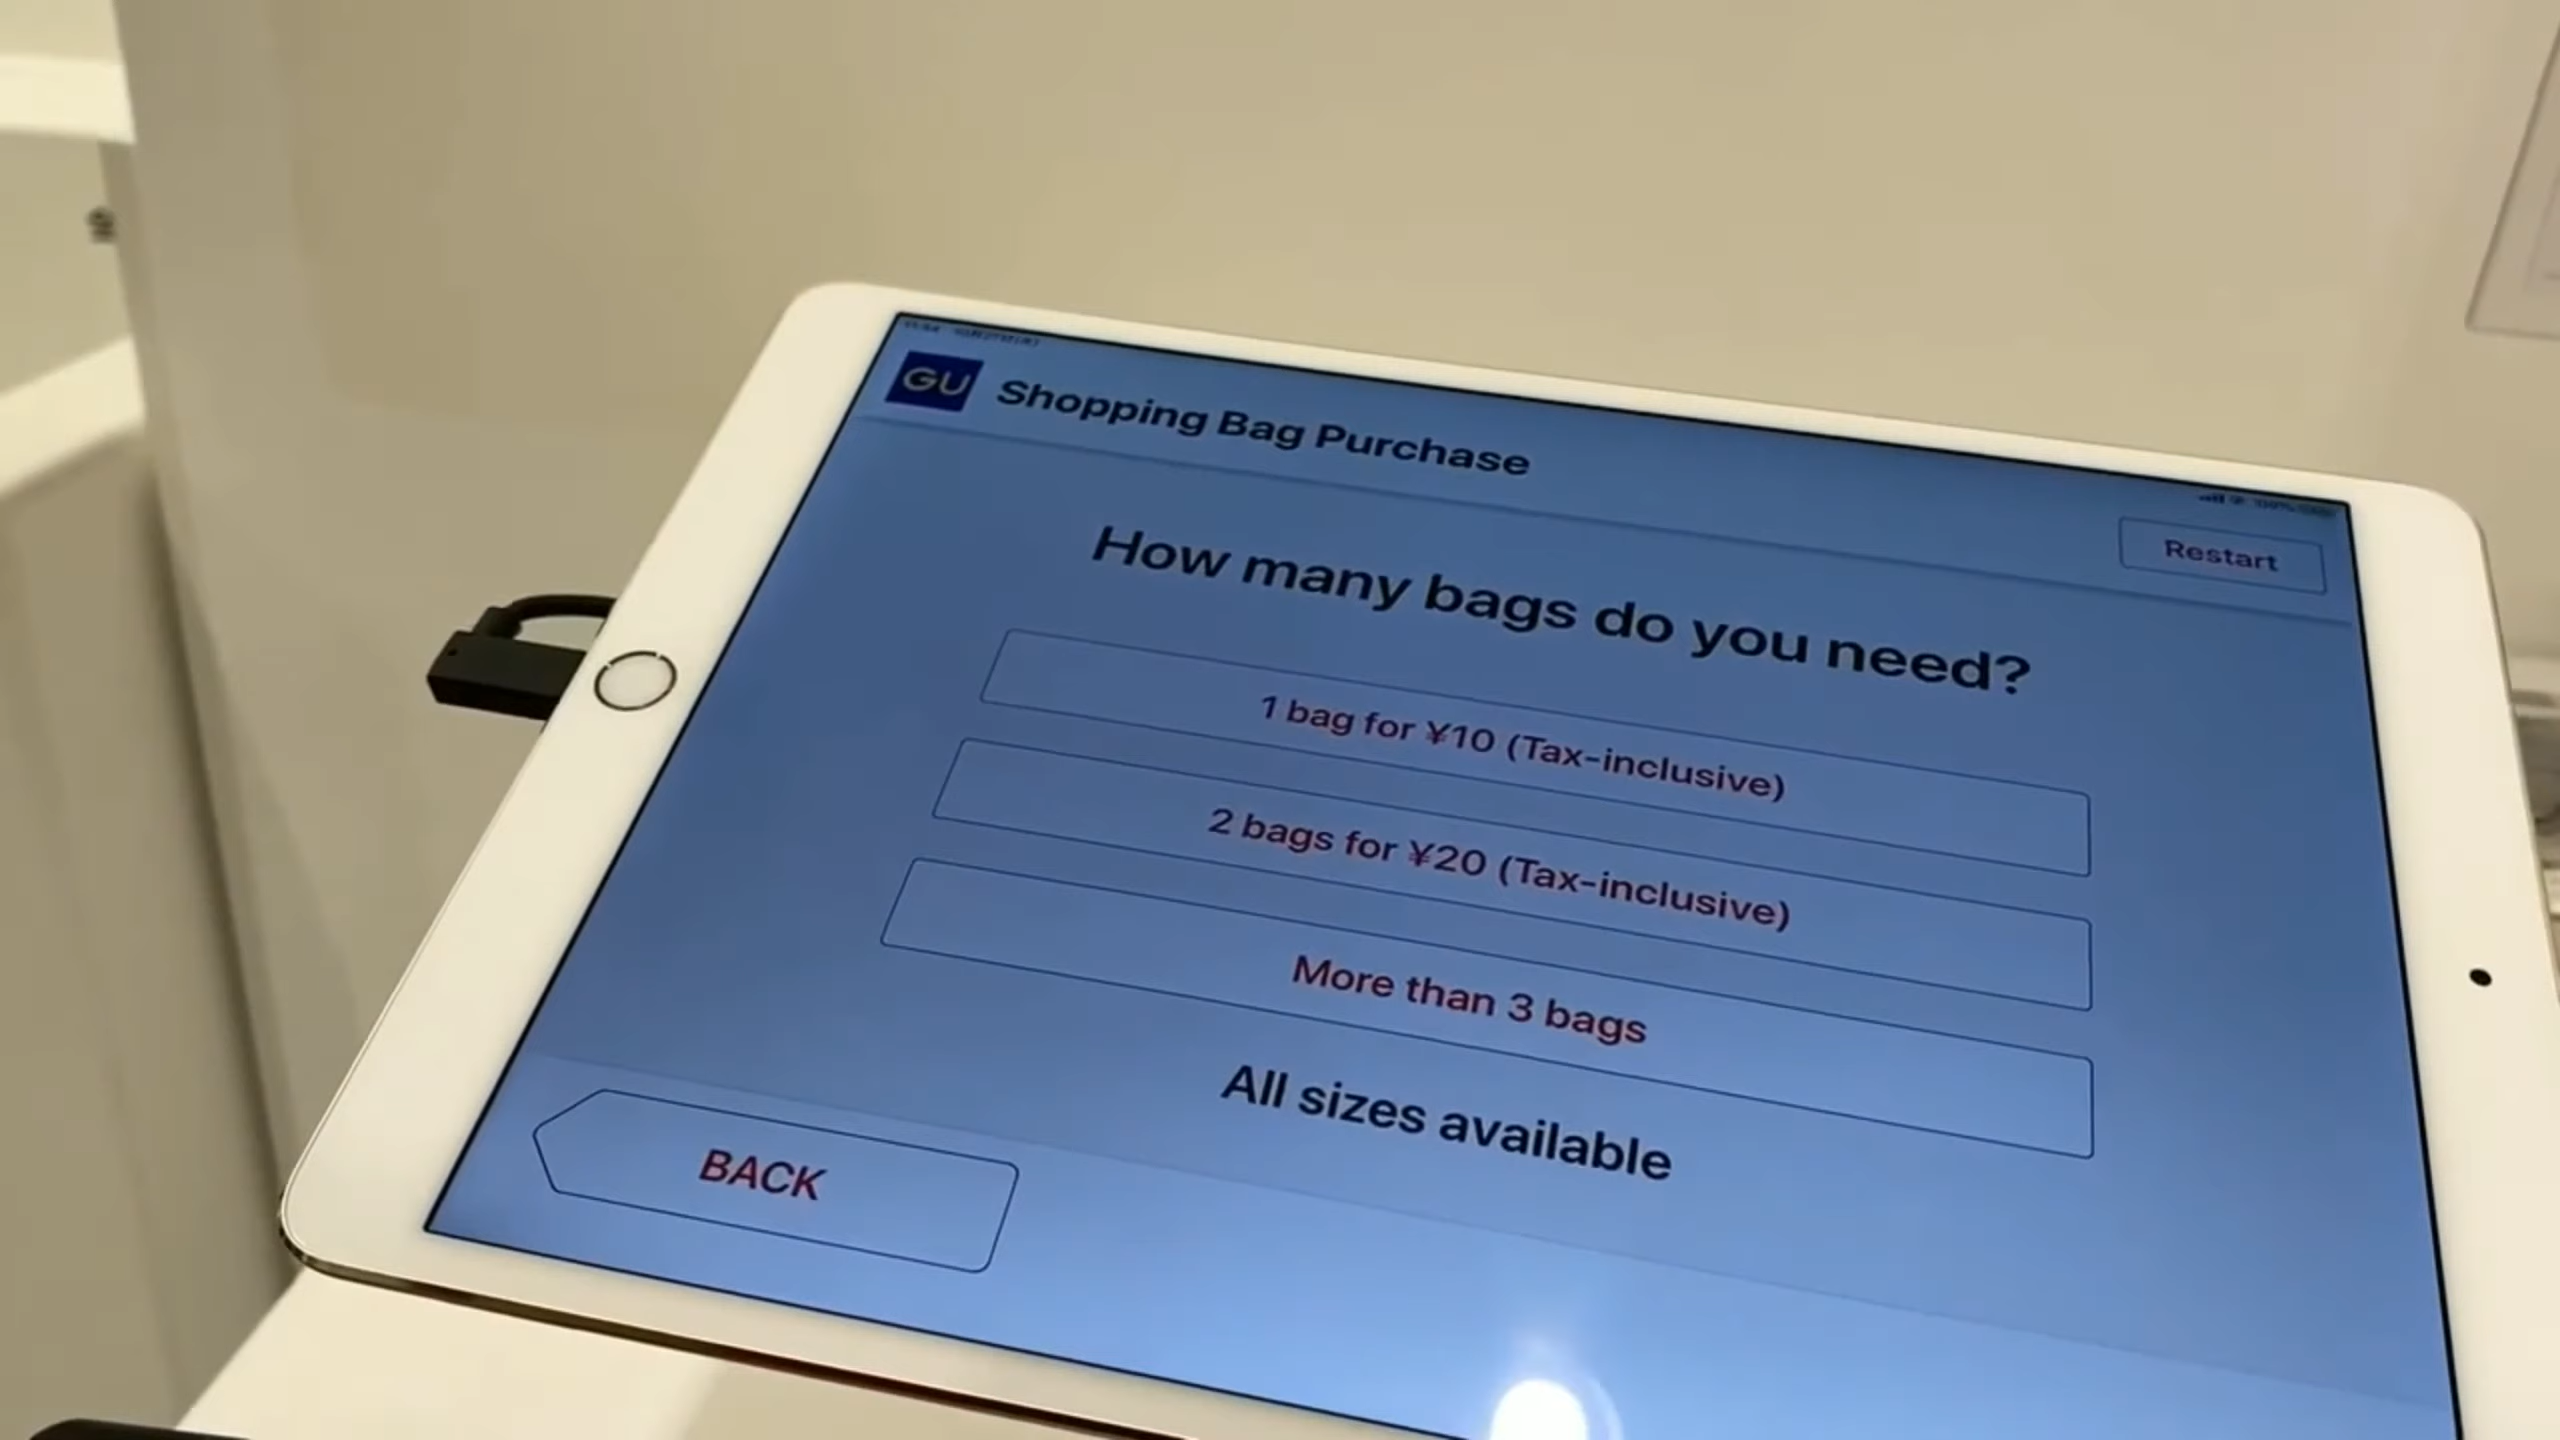 GU
Shopping Bag Purchase
Restart
How many bags do you need?
1 bag for ¥10 (Tax-inclusive)
2 bags for ¥20 (Tax-inclusive)
More than 3 bags
All sizes available
BACK